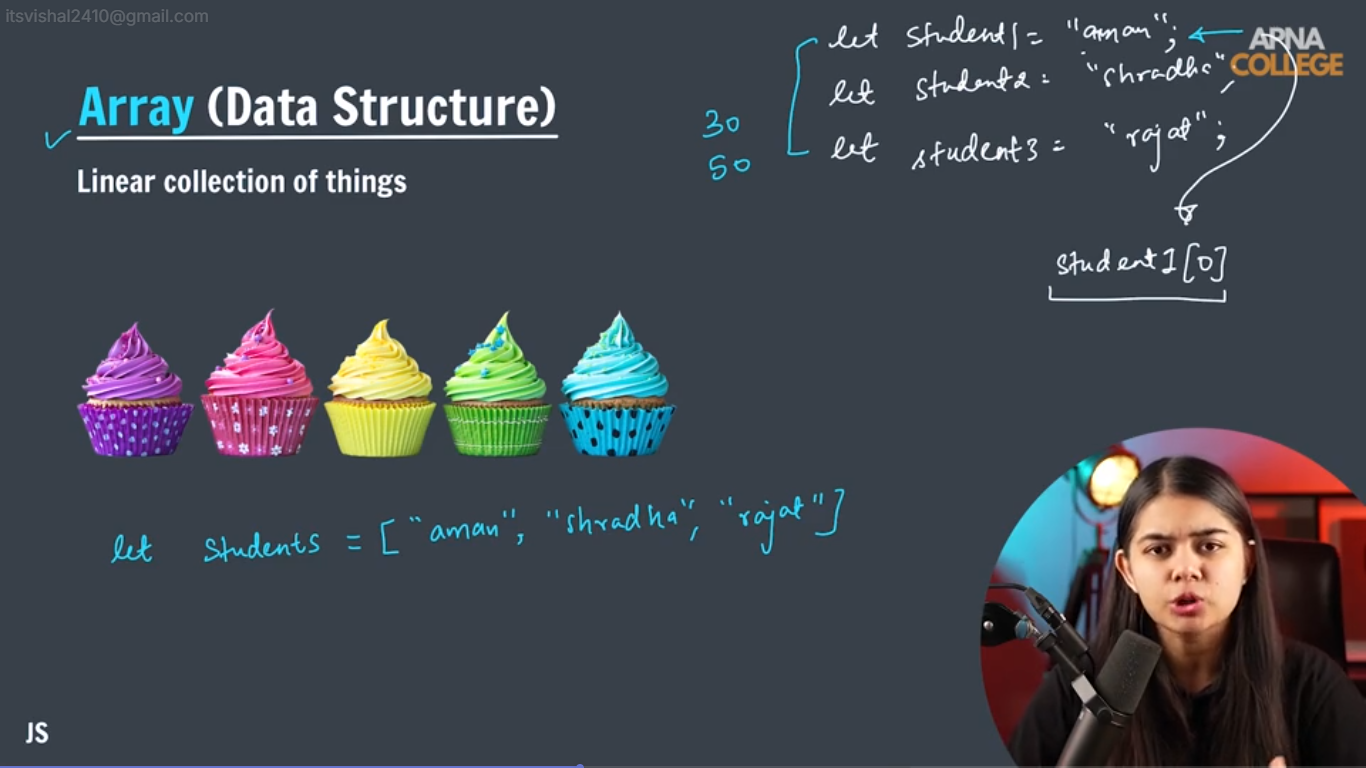 itsvishal2410@gmail.com
let student1 = "aman";
APNA
COLLEGE
let student2 = "shradha";
let student3 = "rajat";
30
50
Array (Data Structure)
Linear collection of things
student1[0]
let students = ["aman", "shradha", "rajat"]
JS